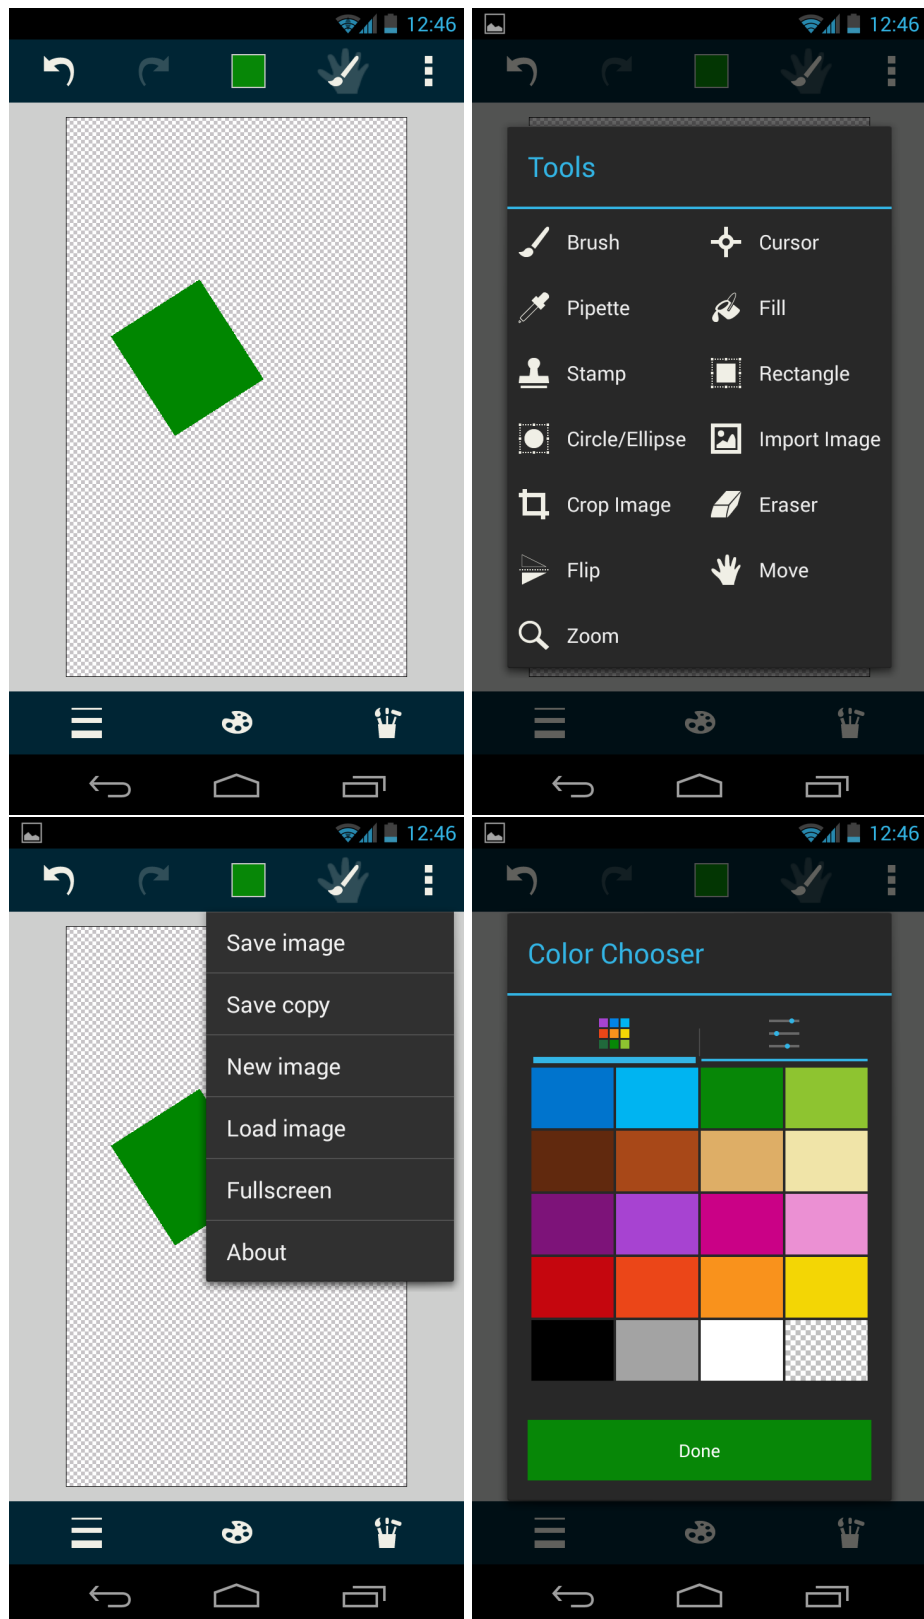 12:46
12:46
Tools
Brush
Cursor
Pipette
Fill
Stamp
Rectangle
Circle/Ellipse
Import Image
Crop Image
Eraser
Flip
Move
Zoom
12:46
Save image
Save copy
New image
Load image
Fullscreen
About
12:46
Color Chooser
Done